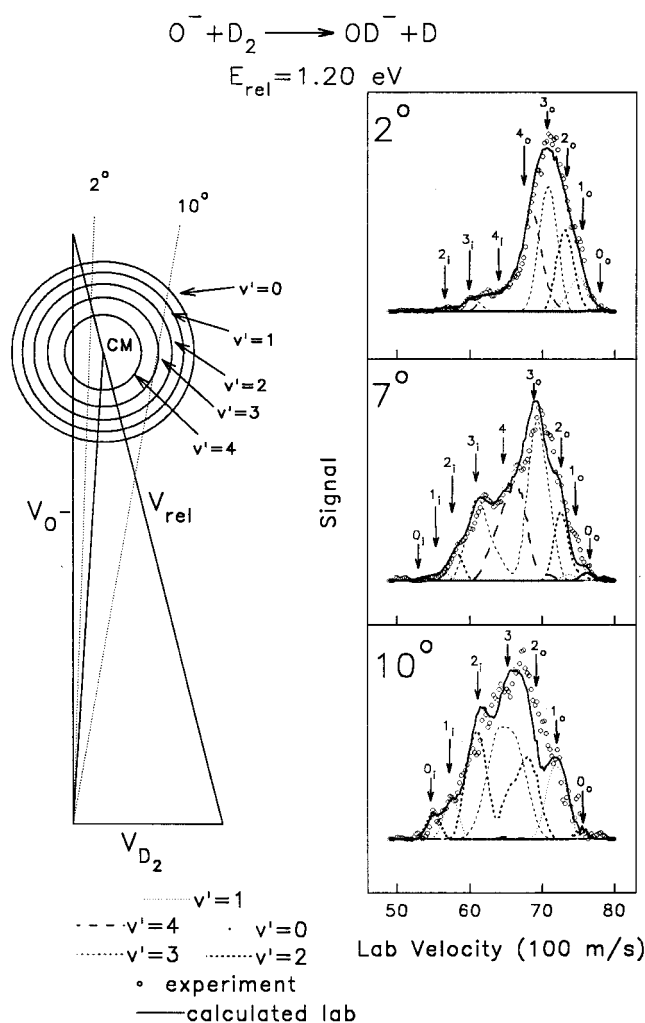 O⁻+D₂ ⟶ OD⁻+D
E_rel=1.20 eV
2°
10°
v'=0
v'=1
CM
v'=2
v'=3
v'=4
V_O⁻
V_rel
V_D₂
Signal
2°
3ₒ
4ₒ
2ₒ
1ₒ
0ₒ
2ᵢ
3ᵢ
4ᵢ
7°
3ₒ
4
2ₒ
3ᵢ
2ᵢ
1ₒ
1ᵢ
0ₒ
0ᵢ
10°
3
2ₒ
2ᵢ
1ₒ
1ᵢ
0ᵢ
0ₒ
50 60 70 80
Lab Velocity (100 m/s)
v'=1
v'=4 v'=0
v'=3 v'=2
experiment
calculated lab